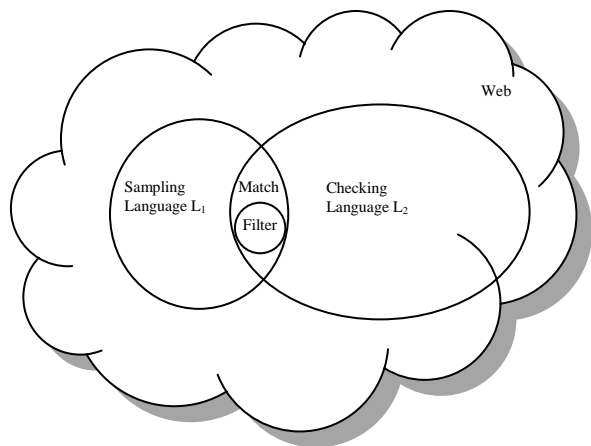 Web
Sampling
Language L₁
Match
Checking
Language L₂
Filter